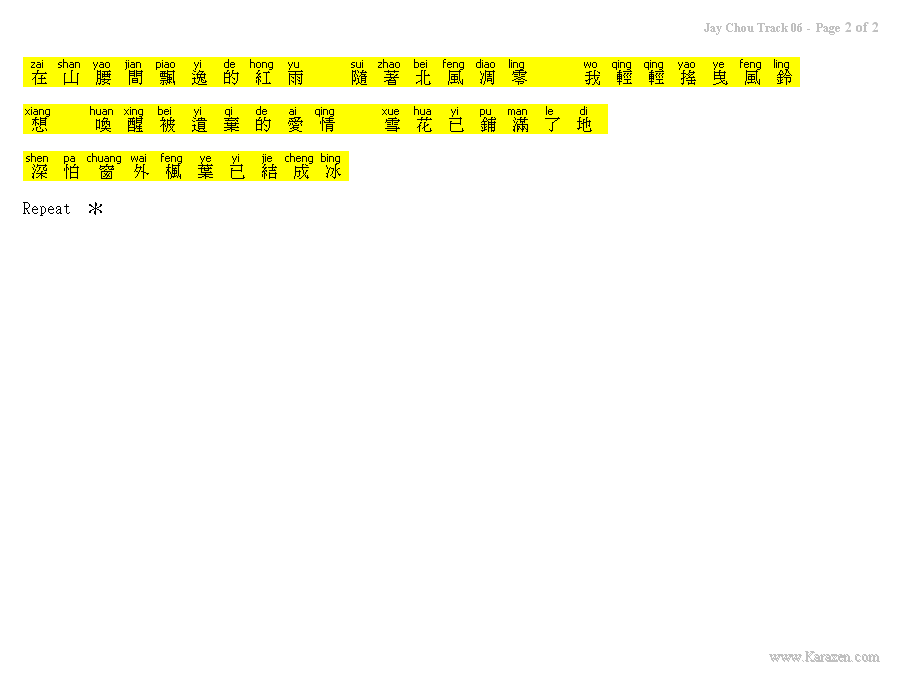 Jay Chou Track 06 - Page 2 of 2
zai shan yao jian piao yi de hong yu sui zhao bei feng diao ling wo qing qing yao ye feng ling
在山腰間飄逸的紅雨 隨著北風凋零 我輕輕搖曳風鈴
xiang huan xing bei yi qi de ai qing xue hua yi pu man le di
想 喚醒被遺棄的愛情 雪花已鋪滿了地
shen pa chuang wai feng ye yi jie cheng bing
深怕窗外楓葉已結成冰
Repeat ＊
www.Karazen.com